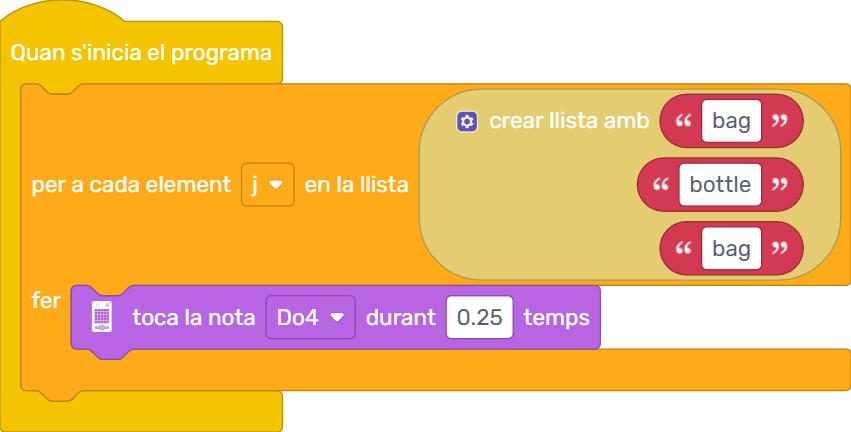 Quan s'inicia el programa
crear llista amb “ bag ”
per a cada element j en la llista “ bottle ”
“ bag ”
fer
toca la nota Do4 durant 0.25 temps